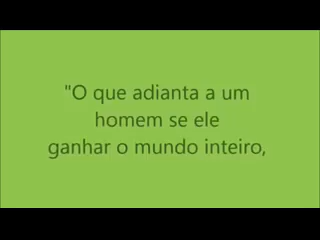 "O que adianta a um
homem se ele
ganhar o mundo inteiro,